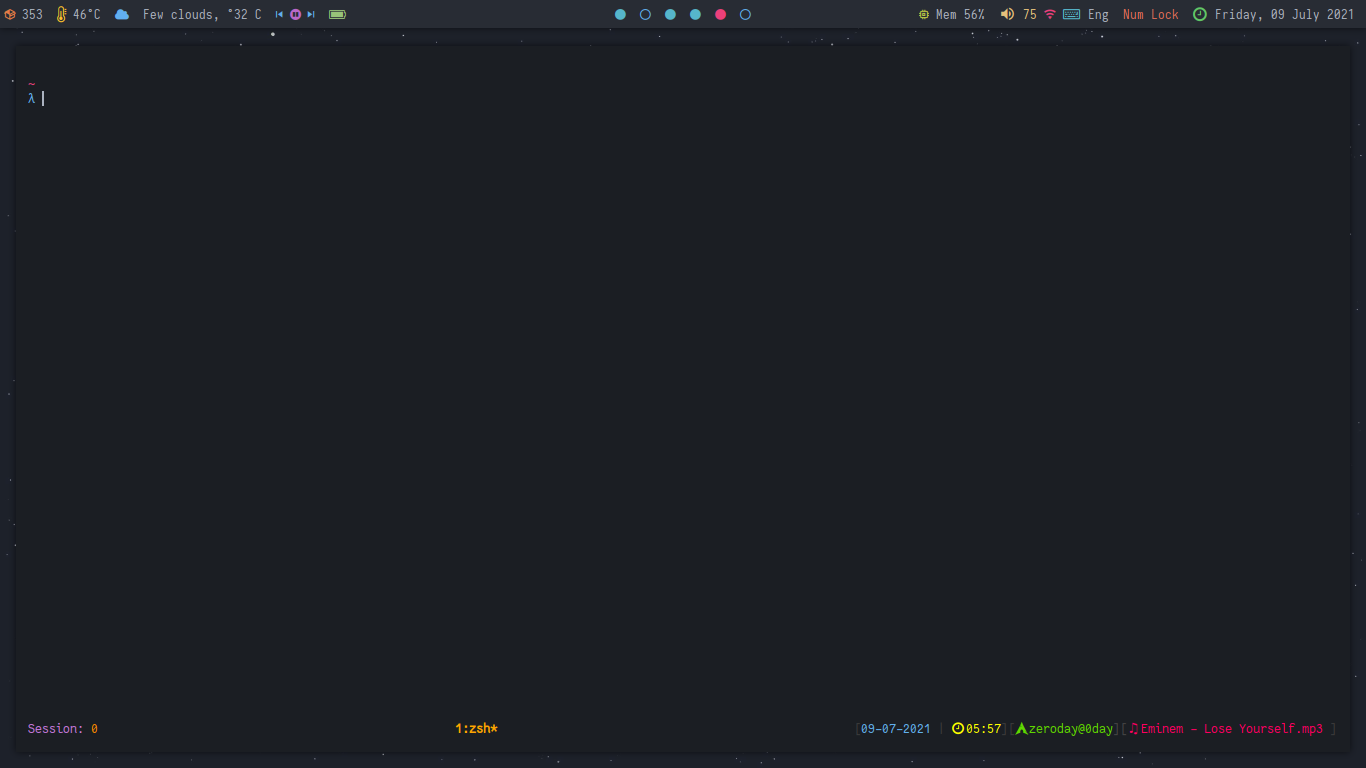 353 46°C Few clouds, °32 C Mem 56% 75 Eng Num Lock Friday, 09 July 2021
~
λ
Session: 0 1:zsh* [09-07-2021 | 05:57][zeroday@0day][♫Eminem - Lose Yourself.mp3 ]